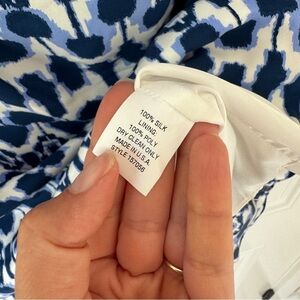 100% SILK
LINING:
100% POLY
DRY CLEAN ONLY
MADE IN U.S.A
STYLE 157056